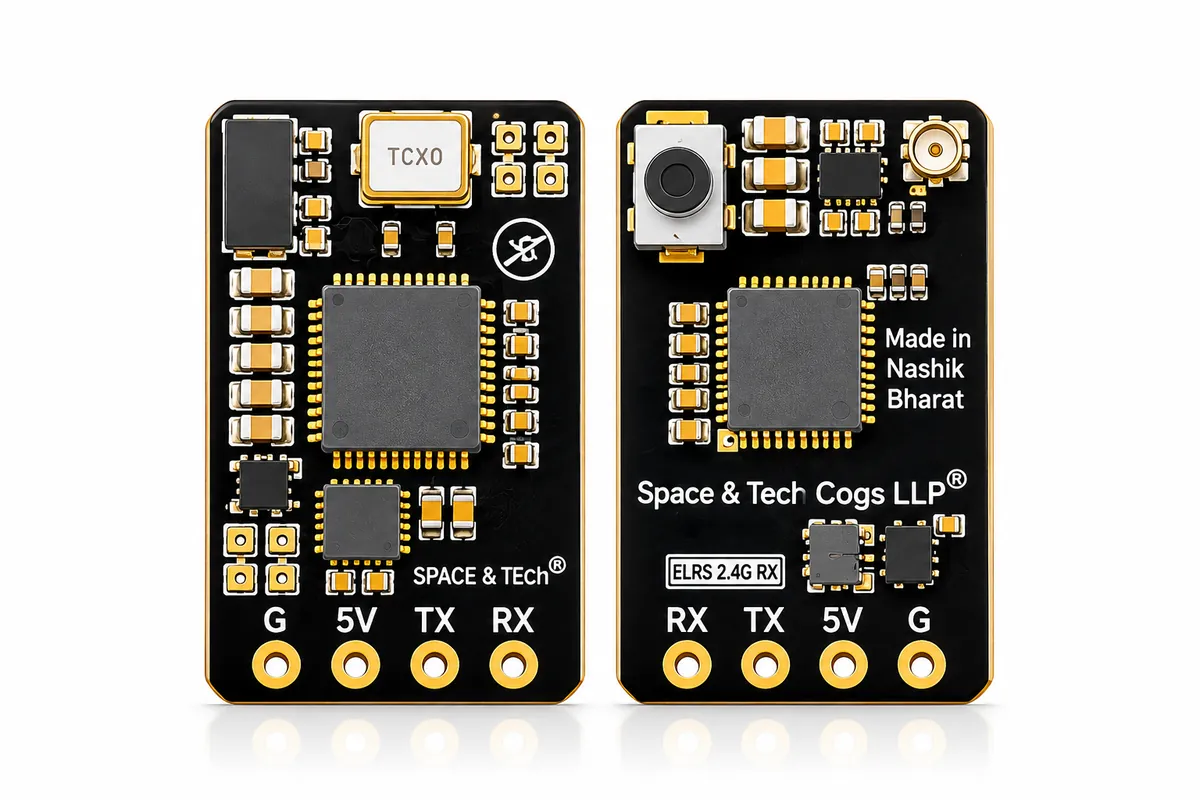 TCXO
SPACE & TECh®
G 5V TX RX
Made in
Nashik
Bharat
Space & Tech Cogs LLP®
ELRS 2.4G RX
RX TX 5V G